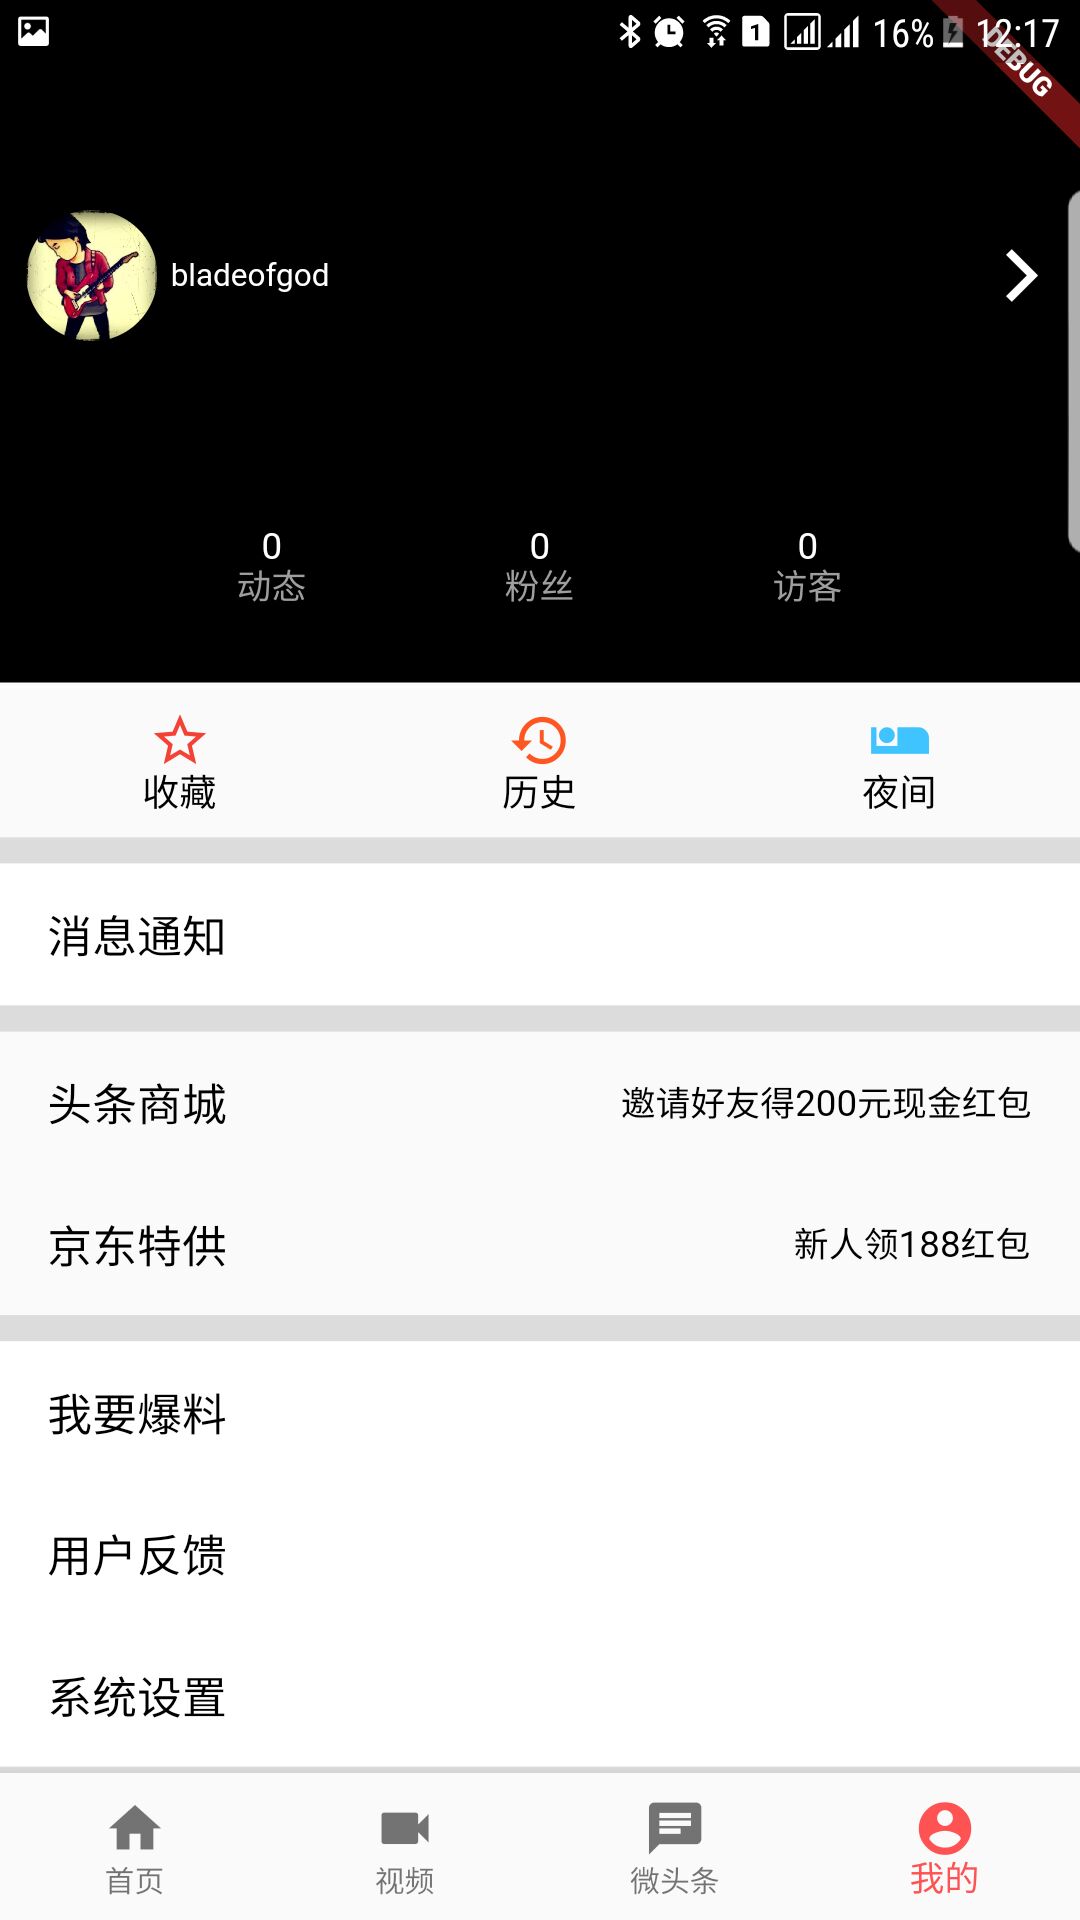 1 16% 12:17
DEBUG
bladeofgod
0 0 0
动态 粉丝 访客
收藏 历史 夜间
消息通知
头条商城 邀请好友得200元现金红包
京东特供 新人领188红包
我要爆料
用户反馈
系统设置
首页 视频 微头条 我的